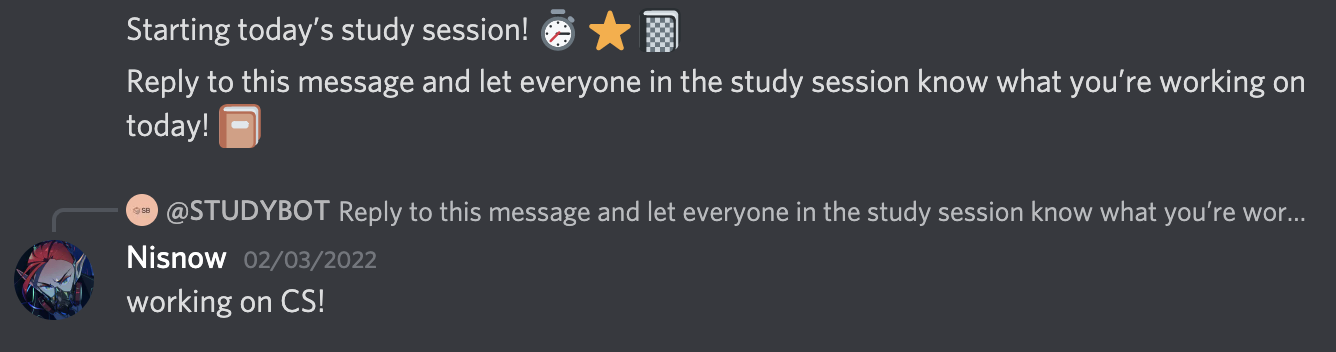 Starting today’s study session! ⏱️ ⭐ 📓
Reply to this message and let everyone in the study session know what you’re working on
today! 📔
SB @STUDYBOT Reply to this message and let everyone in the study session know what you’re wor...
Nisnow 02/03/2022
working on CS!